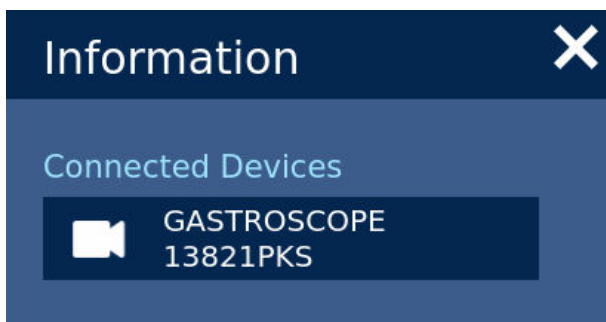 Information
Connected Devices
GASTROSCOPE
13821PKS